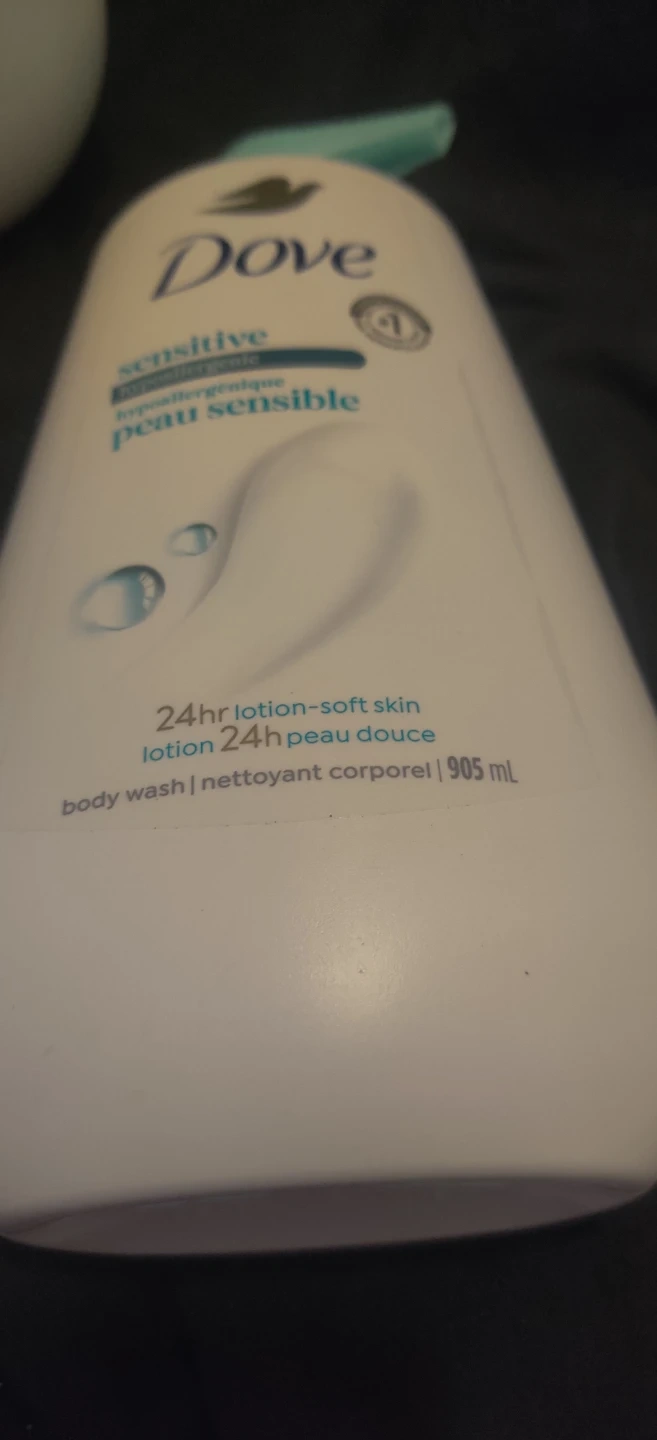 Dove
#1
sensitive
hypoallergenic
hypoallergénique
peau sensible
24hr lotion-soft skin
lotion 24h peau douce
body wash | nettoyant corporel | 905 mL